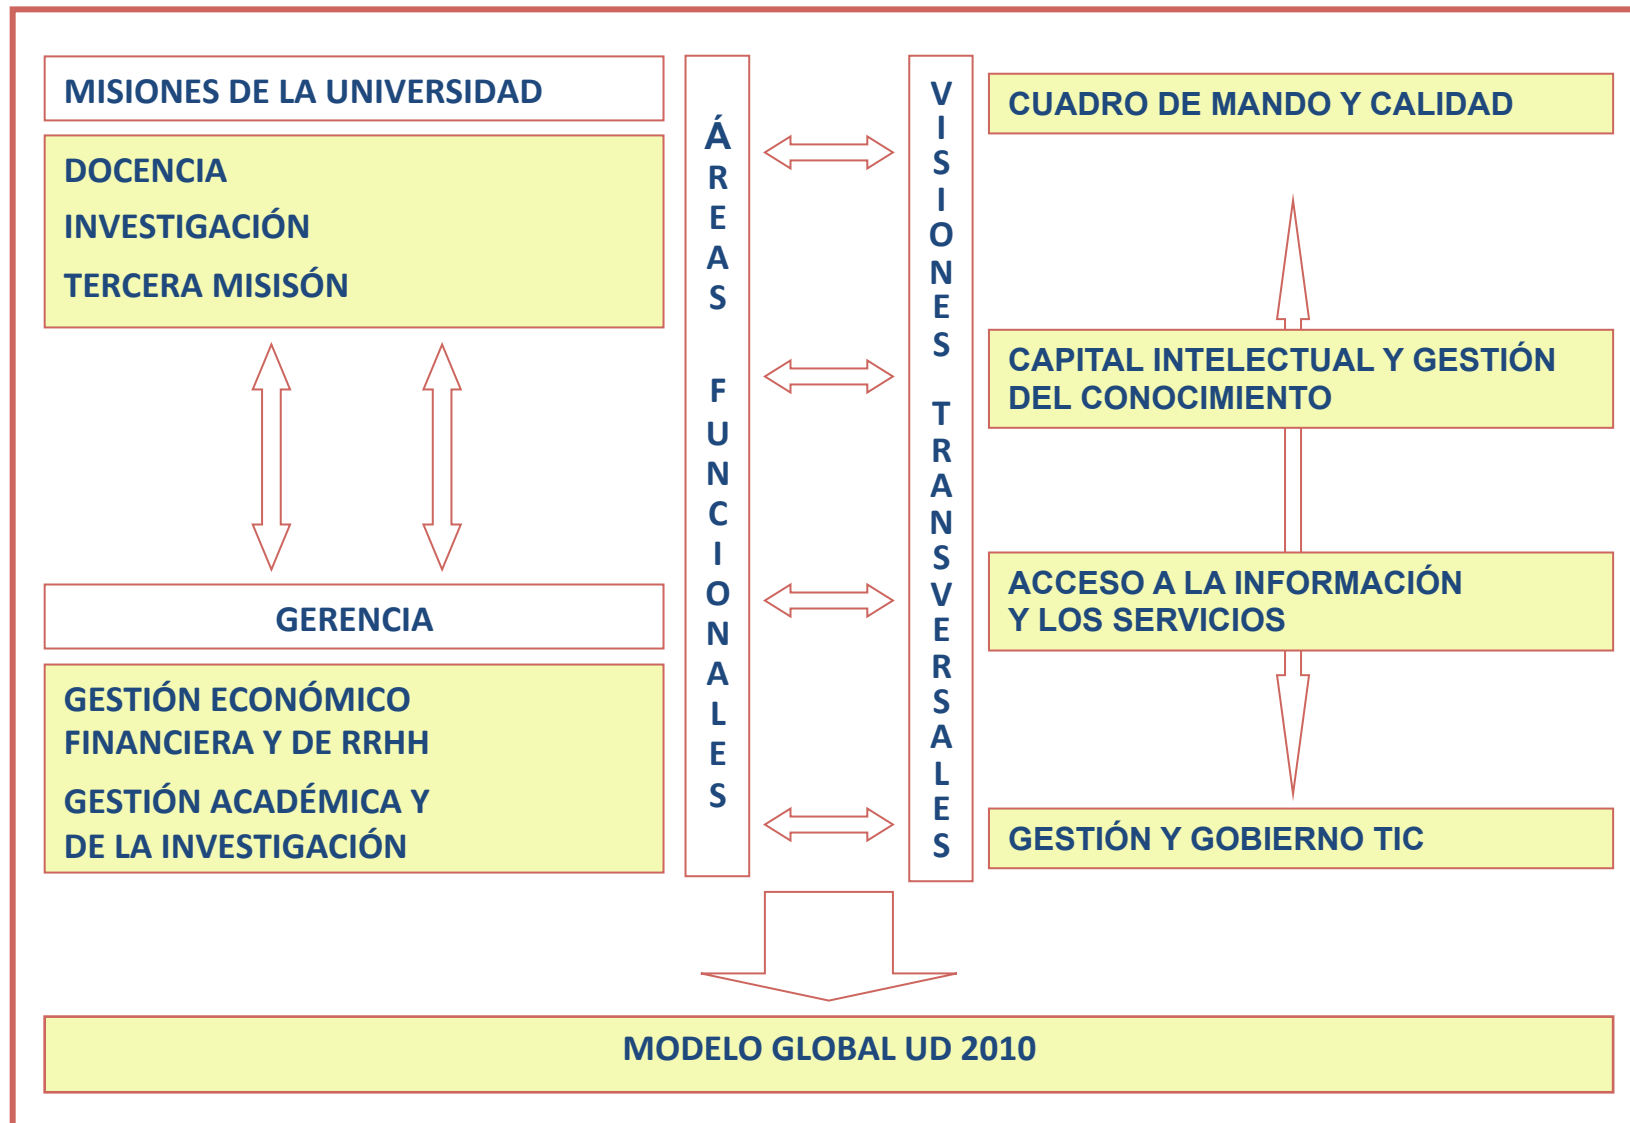 MISIONES DE LA UNIVERSIDAD
DOCENCIA
INVESTIGACIÓN
TERCERA MISISÓN
GERENCIA
GESTIÓN ECONÓMICO
FINANCIERA Y DE RRHH
GESTIÓN ACADÉMICA Y
DE LA INVESTIGACIÓN
ÁREAS FUNCIONALES
VISIONES TRANSVERSALES
CUADRO DE MANDO Y CALIDAD
CAPITAL INTELECTUAL Y GESTIÓN
DEL CONOCIMIENTO
ACCESO A LA INFORMACIÓN
Y LOS SERVICIOS
GESTIÓN Y GOBIERNO TIC
MODELO GLOBAL UD 2010